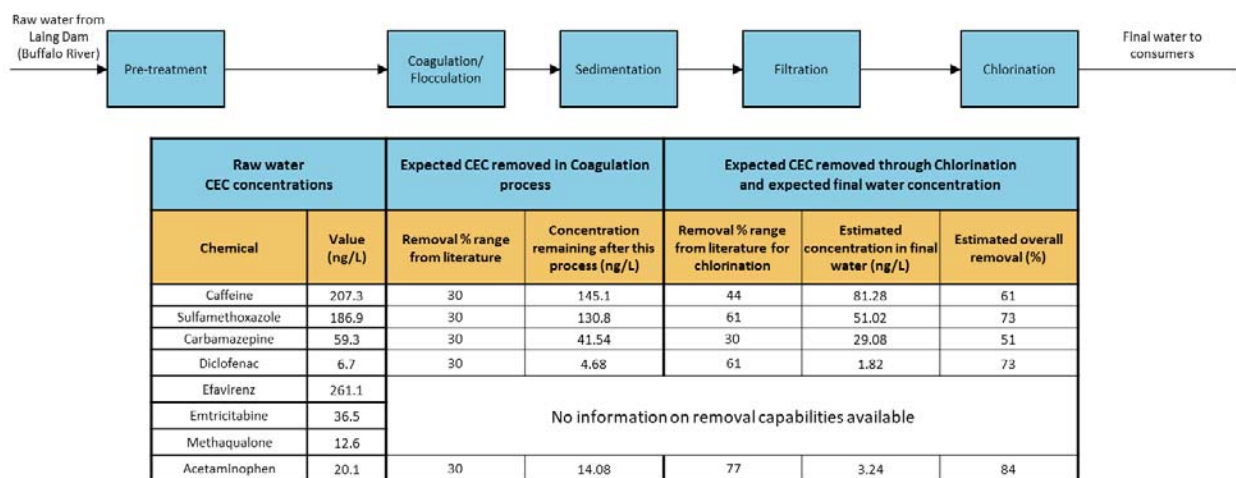 Raw water from
Laing Dam
(Buffalo River)
Pre-treatment
Coagulation/
Flocculation
Sedimentation
Filtration
Chlorination
Final water to
consumers
Raw water
CEC concentrations
Expected CEC removed in Coagulation
process
Expected CEC removed through Chlorination
and expected final water concentration
Chemical
Value
(ng/L)
Removal % range
from literature
Concentration
remaining after this
process (ng/L)
Removal % range
from literature for
chlorination
Estimated
concentration in final
water (ng/L)
Estimated overall
removal (%)
Caffeine 207.3 30 145.1 44 81.28 61
Sulfamethoxazole 186.9 30 130.8 61 51.02 73
Carbamazepine 59.3 30 41.54 30 29.08 51
Diclofenac 6.7 30 4.68 61 1.82 73
Efavirenz 261.1
Emtricitabine 36.5
No information on removal capabilities available
Methaqualone 12.6
Acetaminophen 20.1 30 14.08 77 3.24 84